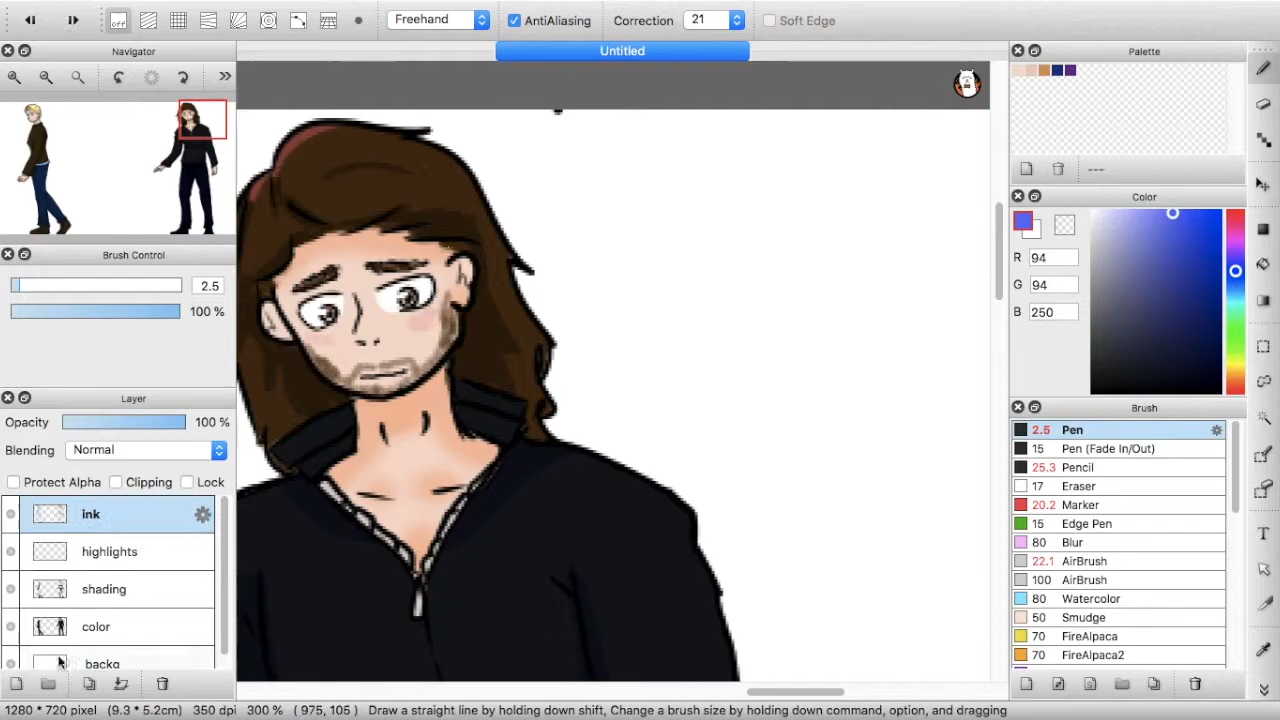 off
Freehand
AntiAliasing
Correction
21
Soft Edge
Navigator
Untitled
Palette
---
Brush Control
2.5
100 %
Color
R 94
G 94
B 250
Layer
Opacity 100 %
Blending Normal
Protect Alpha Clipping Lock
ink
highlights
shading
color
backg
Brush
2.5 Pen
15 Pen (Fade In/Out)
25.3 Pencil
17 Eraser
20.2 Marker
15 Edge Pen
80 Blur
22.1 AirBrush
100 AirBrush
80 Watercolor
50 Smudge
70 FireAlpaca
70 FireAlpaca2
T
1280 * 720 pixel (9.3 * 5.2cm) 350 dpi 300 % ( 975, 105 ) Draw a straight line by holding down shift, Change a brush size by holding down command, option, and dragging